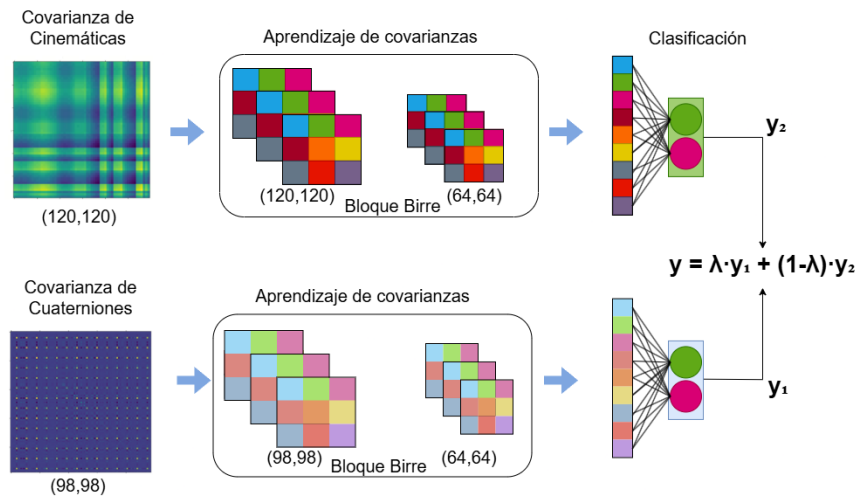 Covarianza de
Cinemáticas
(120,120)
Aprendizaje de covarianzas
(120,120)
(64,64)
Bloque Birre
Clasificación
y₂
y = λ·y₁ + (1-λ)·y₂
Covarianza de
Cuaterniones
(98,98)
Aprendizaje de covarianzas
(98,98)
(64,64)
Bloque Birre
y₁